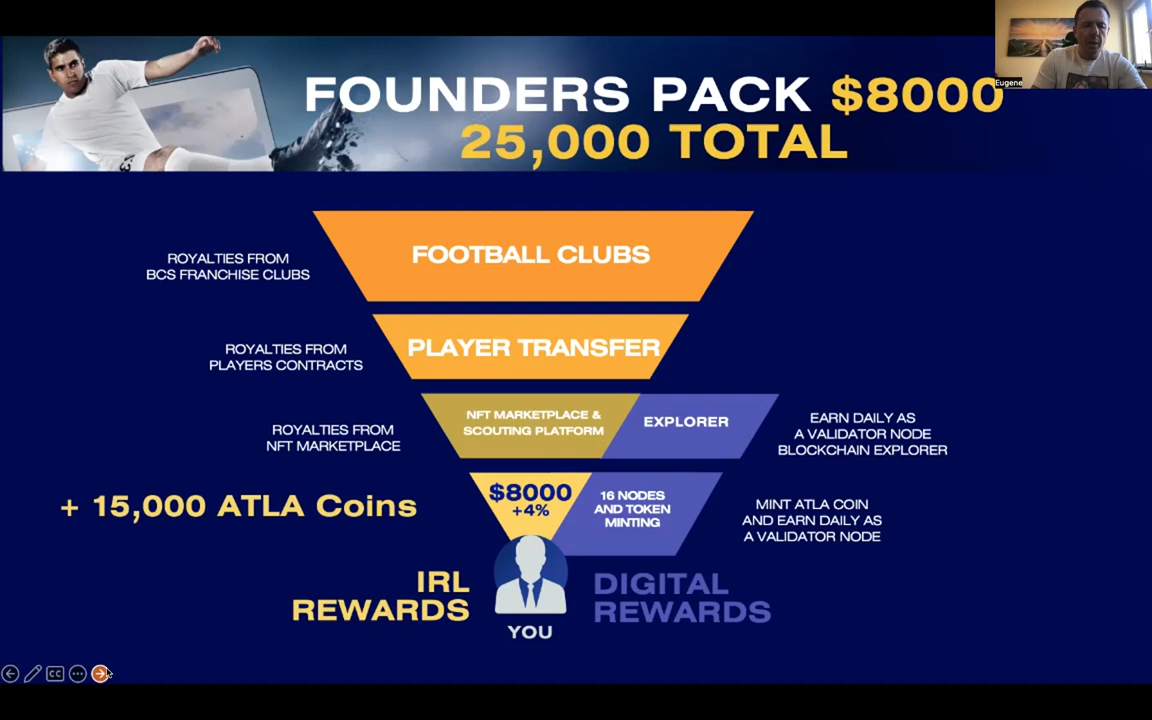 FOUNDERS PACK $8000
25,000 TOTAL
Eugene
FOOTBALL CLUBS
ROYALTIES FROM
BCS FRANCHISE CLUBS
PLAYER TRANSFER
ROYALTIES FROM
PLAYERS CONTRACTS
NFT MARKETPLACE &
SCOUTING PLATFORM
EXPLORER
ROYALTIES FROM
NFT MARKETPLACE
EARN DAILY AS
A VALIDATOR NODE
BLOCKCHAIN EXPLORER
+ 15,000 ATLA Coins
$8000
+4%
16 NODES
AND TOKEN
MINTING
MINT ATLA COIN
AND EARN DAILY AS
A VALIDATOR NODE
IRL
REWARDS
DIGITAL
REWARDS
YOU
CC